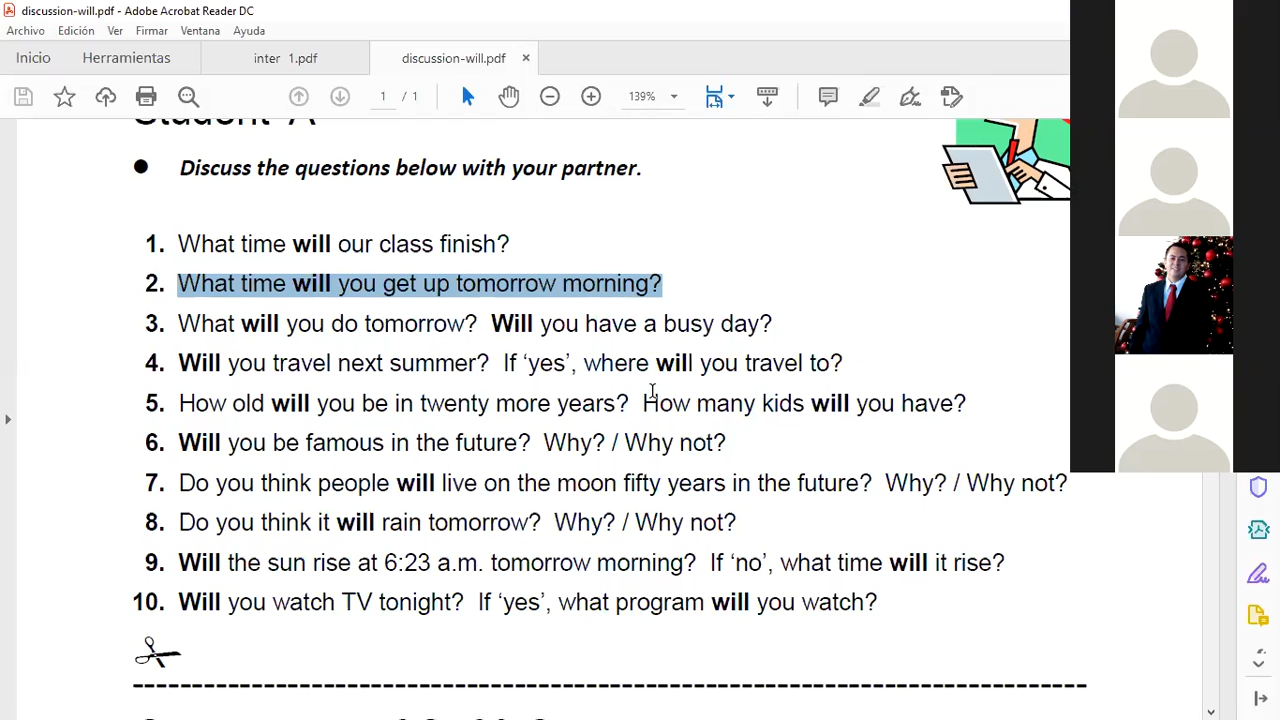 discussion-will.pdf - Adobe Acrobat Reader DC
Archivo Edición Ver Firmar Ventana Ayuda
Inicio Herramientas inter 1.pdf discussion-will.pdf ×
1 / 1 139%
Student A
● Discuss the questions below with your partner.
1. What time will our class finish?
2. What time will you get up tomorrow morning?
3. What will you do tomorrow? Will you have a busy day?
4. Will you travel next summer? If ‘yes’, where will you travel to?
5. How old will you be in twenty more years? How many kids will you have?
6. Will you be famous in the future? Why? / Why not?
7. Do you think people will live on the moon fifty years in the future? Why? / Why not?
8. Do you think it will rain tomorrow? Why? / Why not?
9. Will the sun rise at 6:23 a.m. tomorrow morning? If ‘no’, what time will it rise?
10. Will you watch TV tonight? If ‘yes’, what program will you watch?